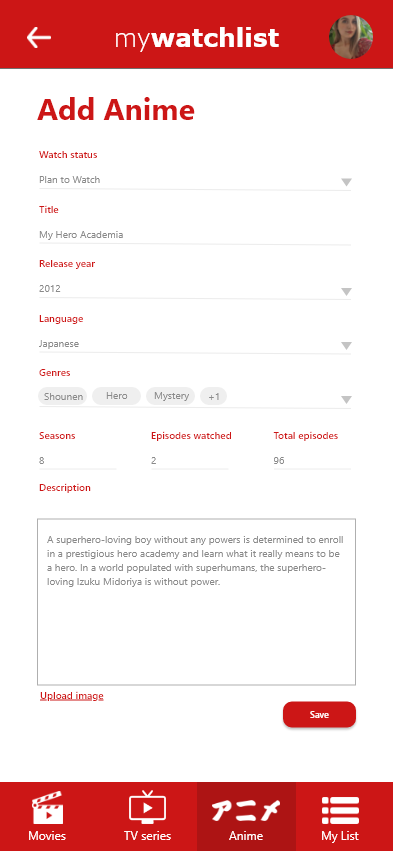 mywatchlist
Add Anime
Watch status
Plan to Watch
Title
My Hero Academia
Release year
2012
Language
Japanese
Genres
Shounen Hero Mystery +1
Seasons Episodes watched Total episodes
8 2 96
Description
A superhero-loving boy without any powers is determined to enroll
in a prestigious hero academy and learn what it really means to be
a hero. In a world populated with superhumans, the superhero-
loving Izuku Midoriya is without power.
Upload image
Save
アニメ
Movies TV series Anime My List